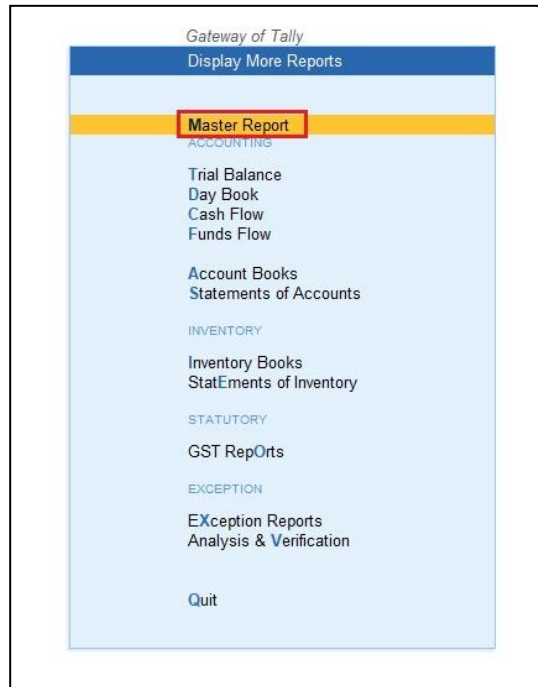 Gateway of Tally
Display More Reports
Master Report
ACCOUNTING
Trial Balance
Day Book
Cash Flow
Funds Flow
Account Books
Statements of Accounts
INVENTORY
Inventory Books
StatEments of Inventory
STATUTORY
GST RepOrts
EXCEPTION
EXception Reports
Analysis & Verification
Quit